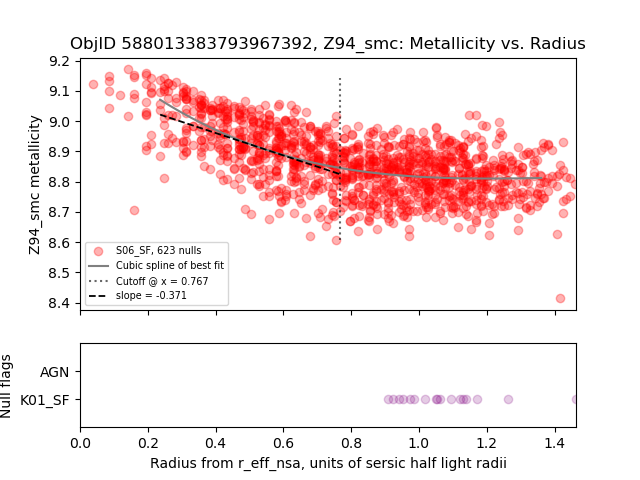 ObjID 588013383793967392, Z94_smc: Metallicity vs. Radius
9.2
9.1
9.0
8.9
8.8
8.7
8.6
8.5
8.4
Z94_smc metallicity
S06_SF, 623 nulls
Cubic spline of best fit
Cutoff @ x = 0.767
slope = -0.371
Null flags
AGN
K01_SF
0.0 0.2 0.4 0.6 0.8 1.0 1.2 1.4
Radius from r_eff_nsa, units of sersic half light radii